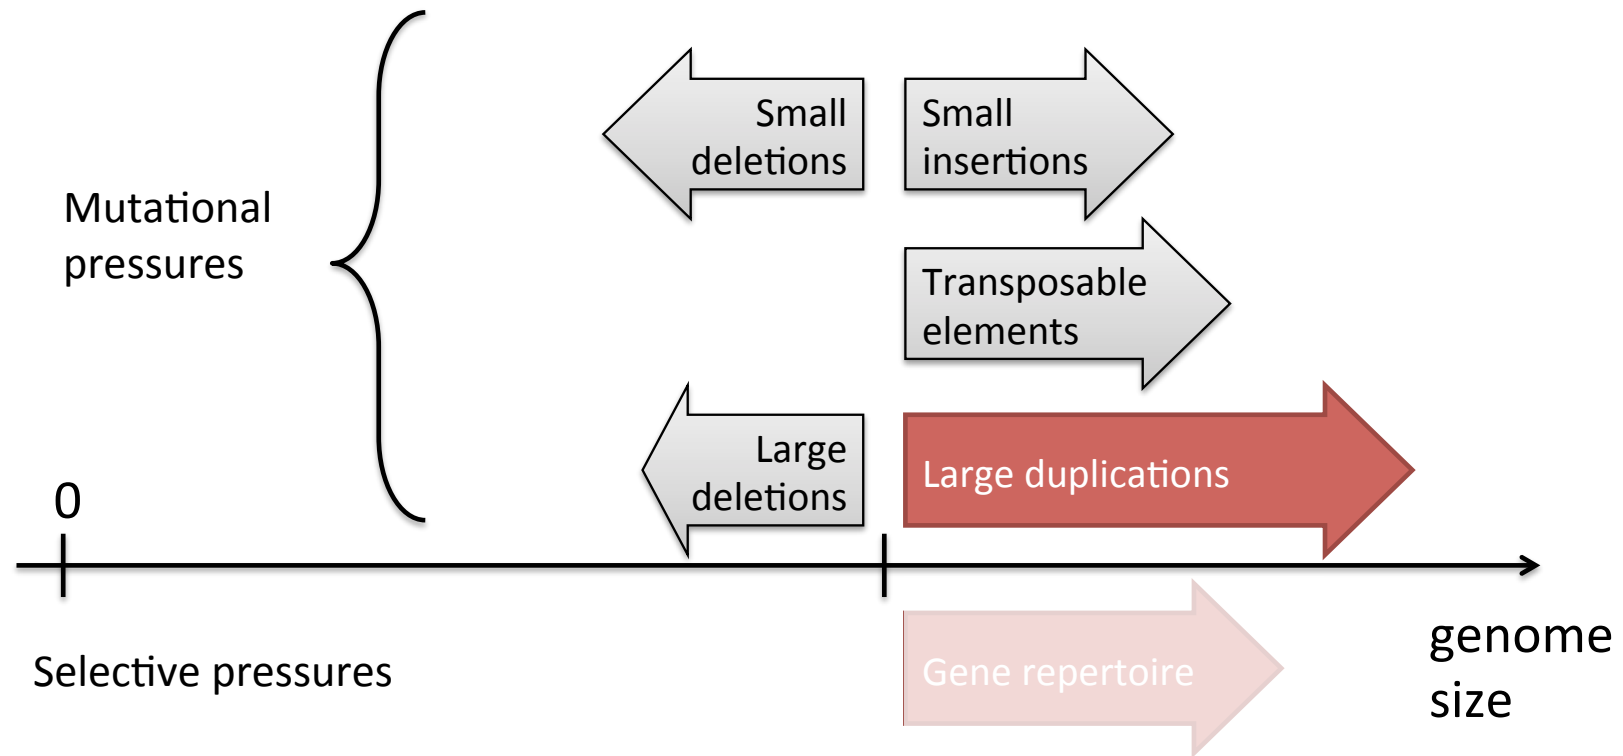 Small
deletions
Small
insertions
Mutational
pressures
Transposable
elements
Large
deletions
Large duplications
0
Selective pressures
Gene repertoire
genome
size